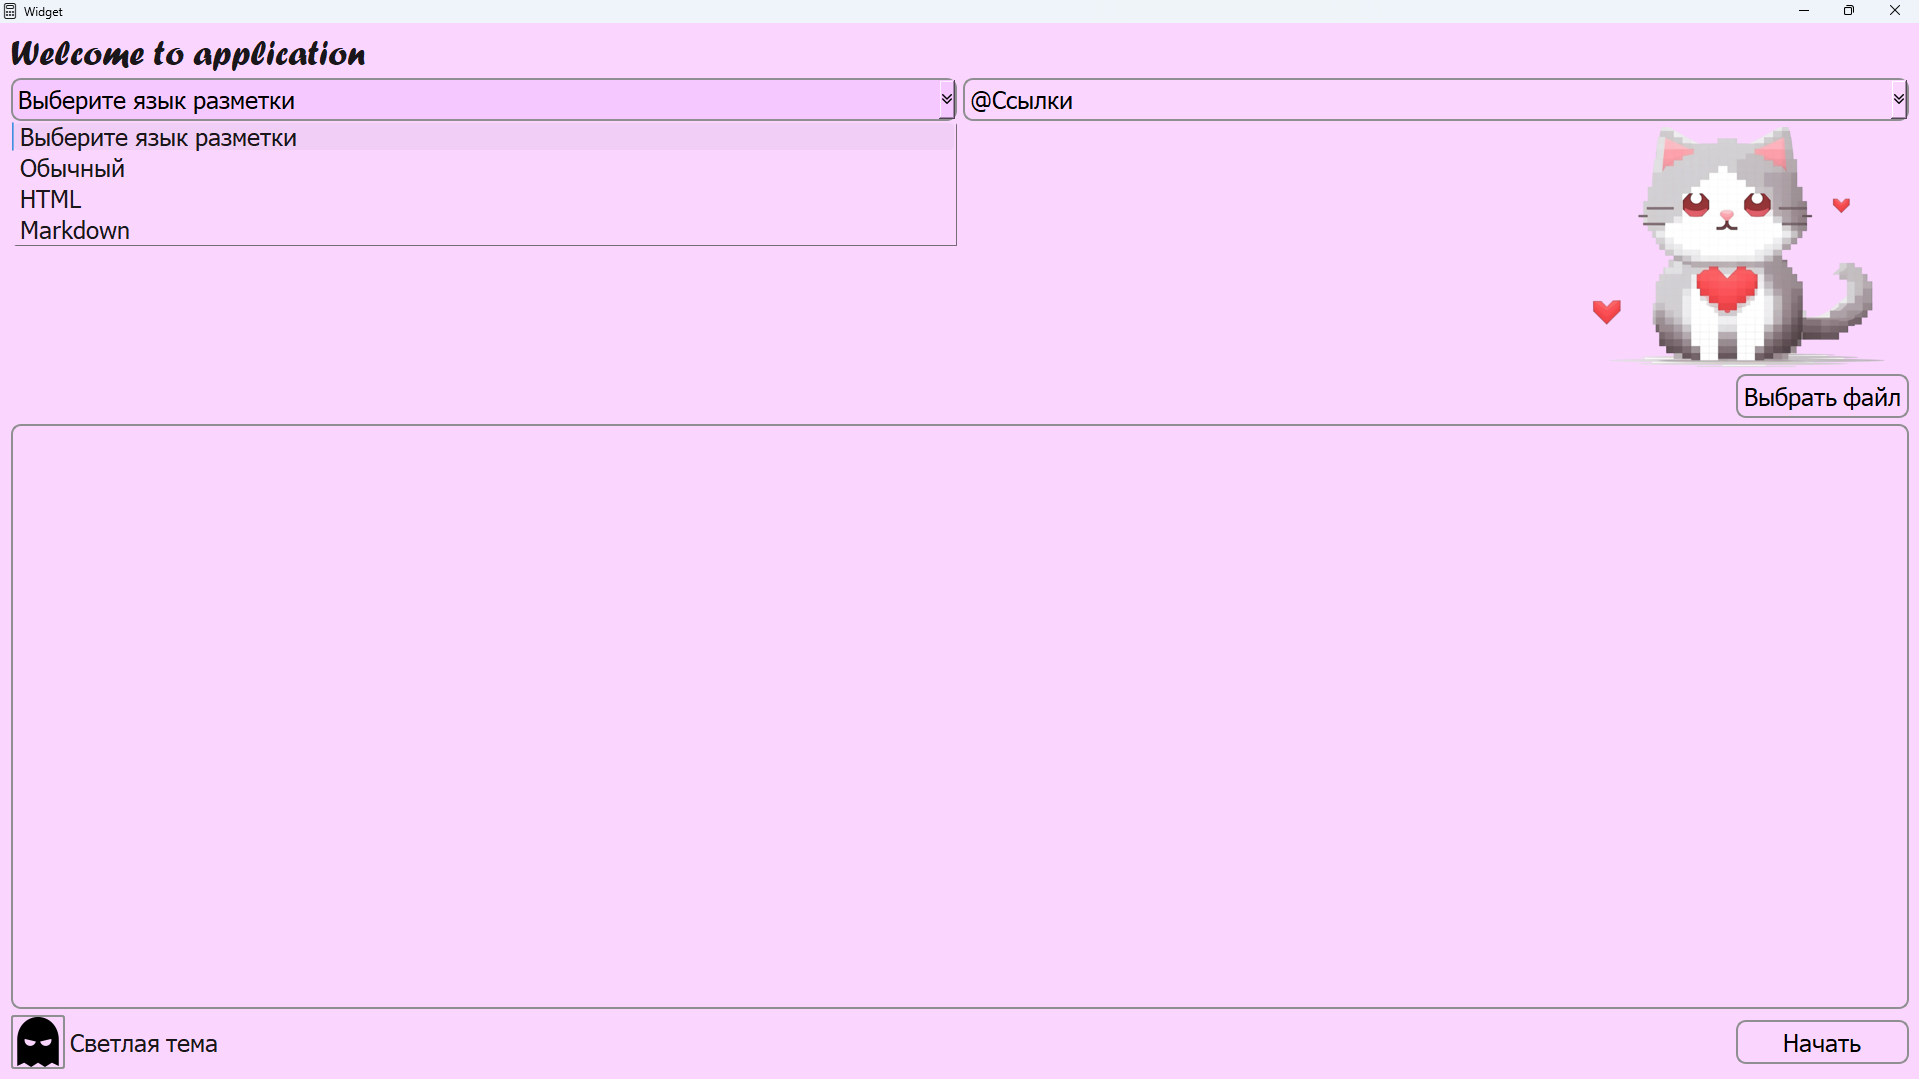 Widget
Welcome to application
Выберите язык разметки
@Ссылки
Выберите язык разметки
Обычный
HTML
Markdown
Выбрать файл
Светлая тема
Начать